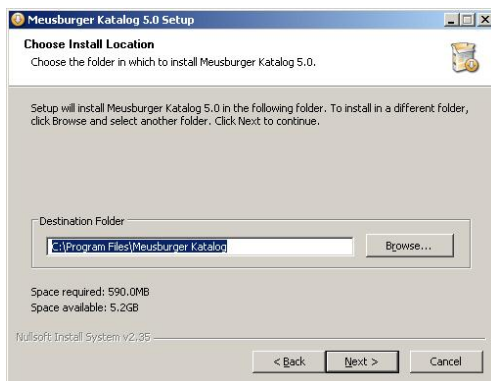 Meusburger Katalog 5.0 Setup
Choose Install Location
Choose the folder in which to install Meusburger Katalog 5.0.
Setup will install Meusburger Katalog 5.0 in the following folder. To install in a different folder,
click Browse and select another folder. Click Next to continue.
Destination Folder
C:\Program Files\Meusburger Katalog
Browse...
Space required: 590.0MB
Space available: 5.2GB
Nullsoft Install System v2.35
< Back
Next >
Cancel